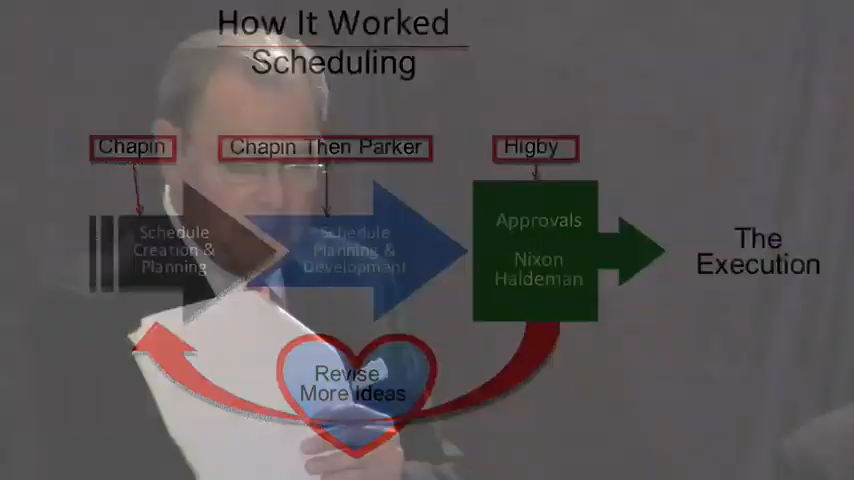 How It Worked
Scheduling
Chapin
Chapin Then Parker
Higby
Schedule
Creation &
Planning
Schedule
Planning &
Development
Approvals
Nixon
Haldeman
The
Execution
Revise
More Ideas